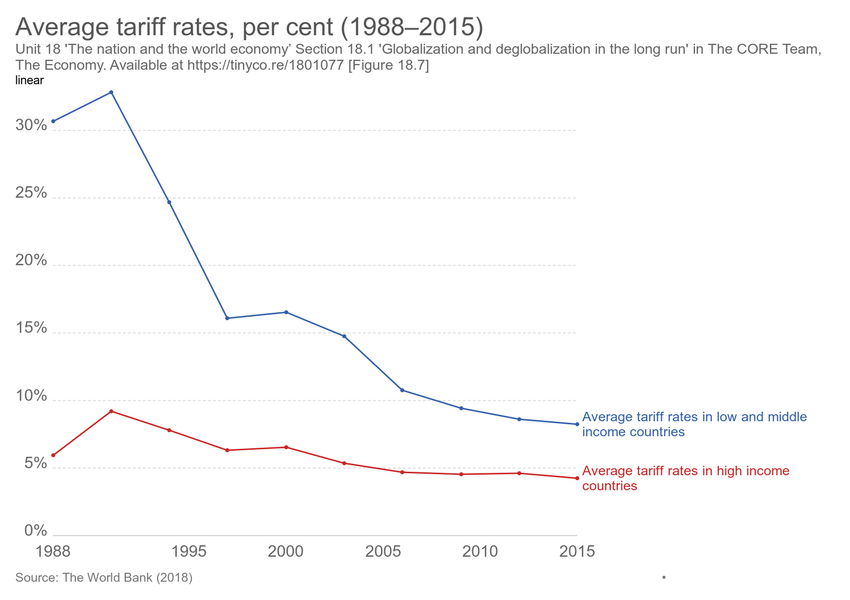 Average tariff rates, per cent (1988–2015)
Unit 18 'The nation and the world economy’ Section 18.1 'Globalization and deglobalization in the long run' in The CORE Team,
The Economy. Available at https://tinyco.re/1801077 [Figure 18.7]
linear
30%
25%
20%
15%
10%
Average tariff rates in low and middle
income countries
5%
Average tariff rates in high income
countries
0%
1988 1995 2000 2005 2010 2015
Source: The World Bank (2018)